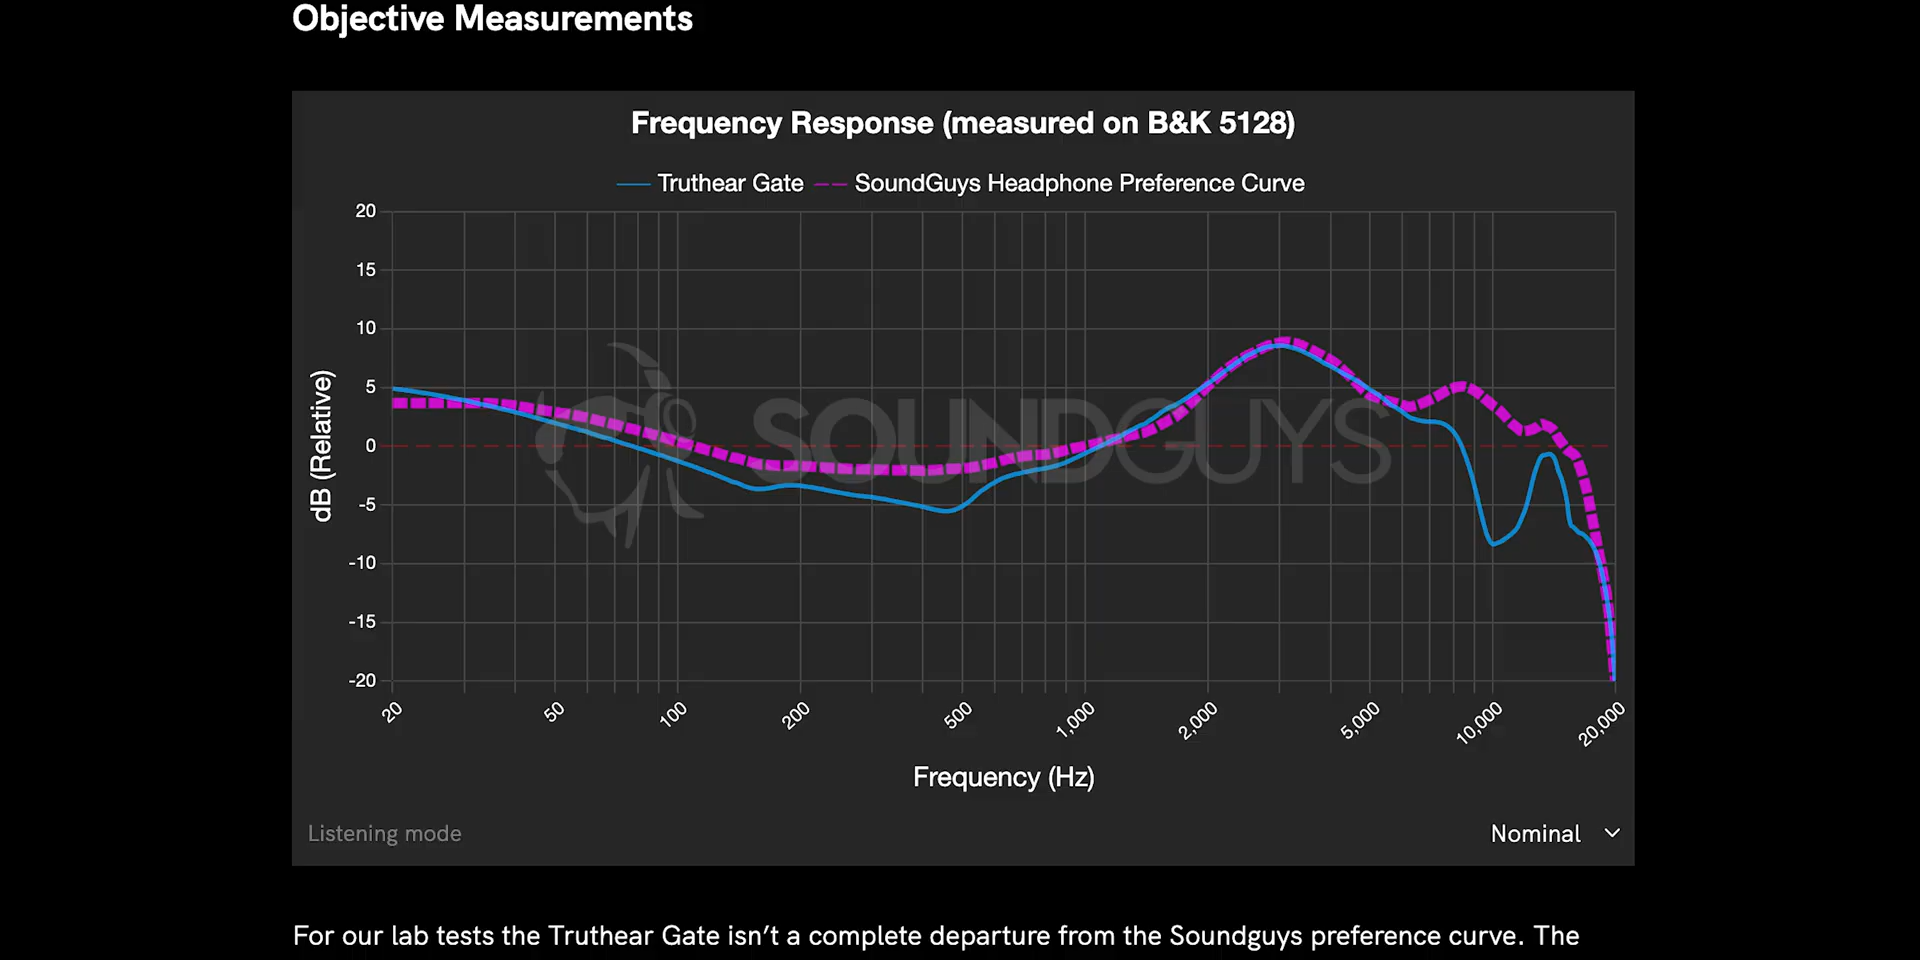 Objective Measurements
Frequency Response (measured on B&K 5128)
Truthear Gate SoundGuys Headphone Preference Curve
20
15
10
5
0
-5
-10
-15
-20
dB (Relative)
SOUNDGUYS
20 50 100 200 500 1,000 2,000 5,000 10,000 20,000
Frequency (Hz)
Listening mode Nominal
For our lab tests the Truthear Gate isn’t a complete departure from the Soundguys preference curve. The